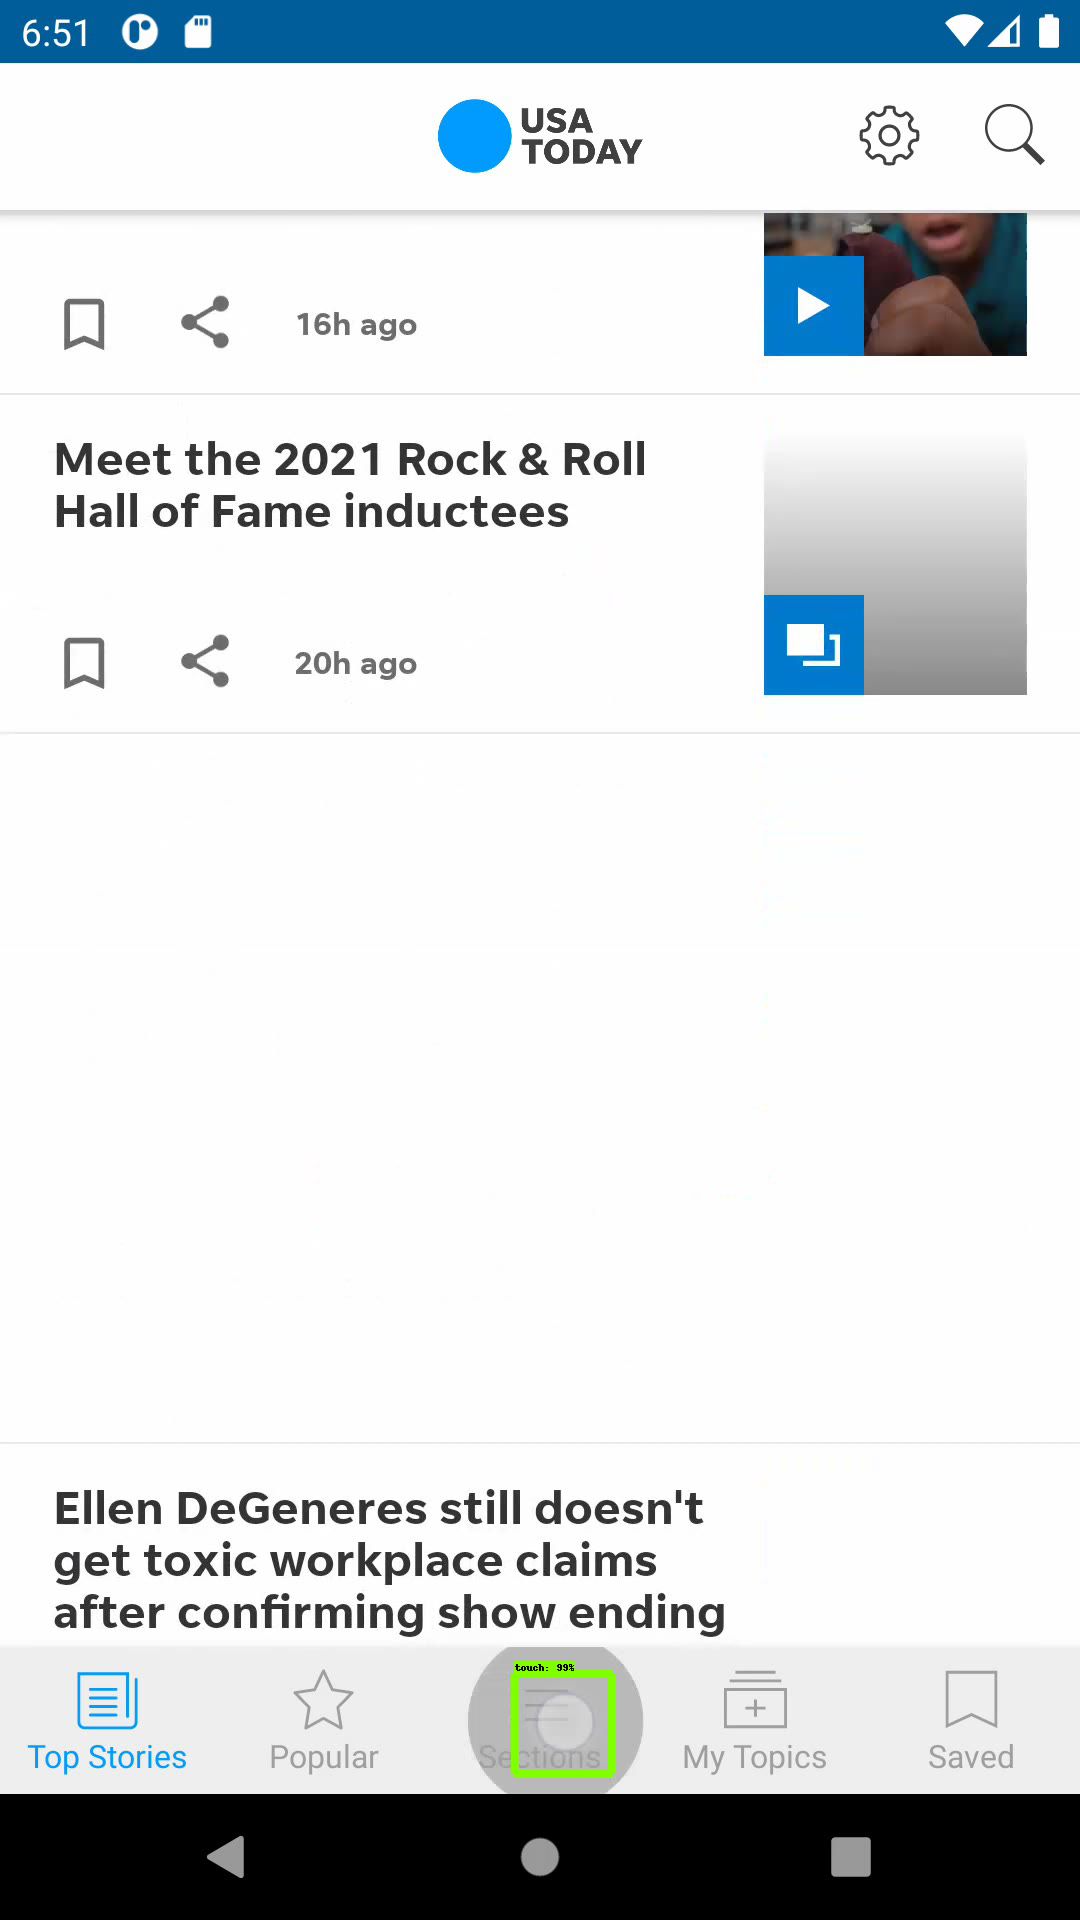 6:51
USA
TODAY
16h ago
Meet the 2021 Rock & Roll
Hall of Fame inductees
20h ago
Ellen DeGeneres still doesn't
get toxic workplace claims
after confirming show ending
touch: 99%
Top Stories
Popular
Sections
My Topics
Saved